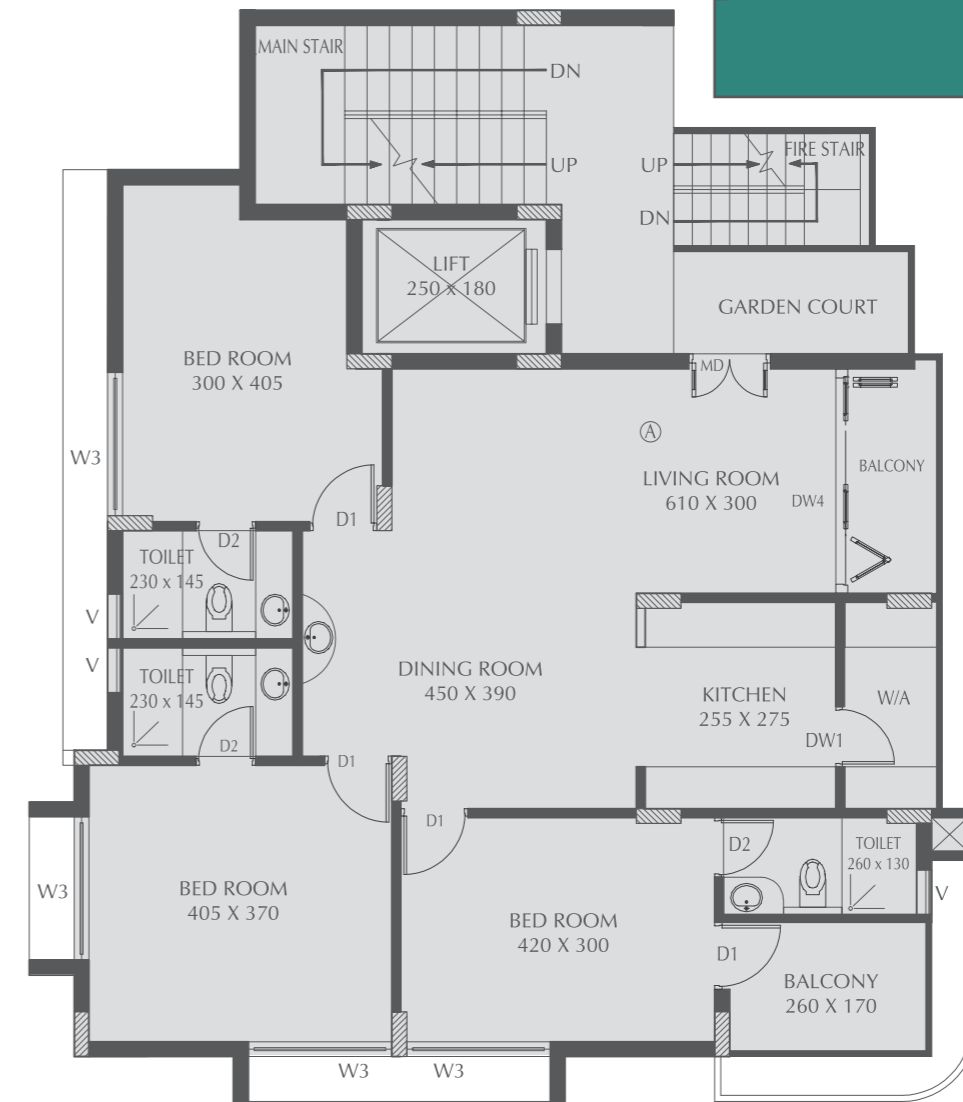 MAIN STAIR
DN
UP
UP
FIRE STAIR
DN
LIFT
250 x 180
GARDEN COURT
BED ROOM
300 X 405
MD
A
W3
LIVING ROOM
610 X 300
DW4
BALCONY
D1
D2
TOILET
230 x 145
V
V
TOILET
230 x 145
D2
DINING ROOM
450 X 390
KITCHEN
255 X 275
W/A
DW1
D1
D1
D2
TOILET
260 x 130
V
W3
BED ROOM
405 X 370
BED ROOM
420 X 300
D1
BALCONY
260 X 170
W3
W3